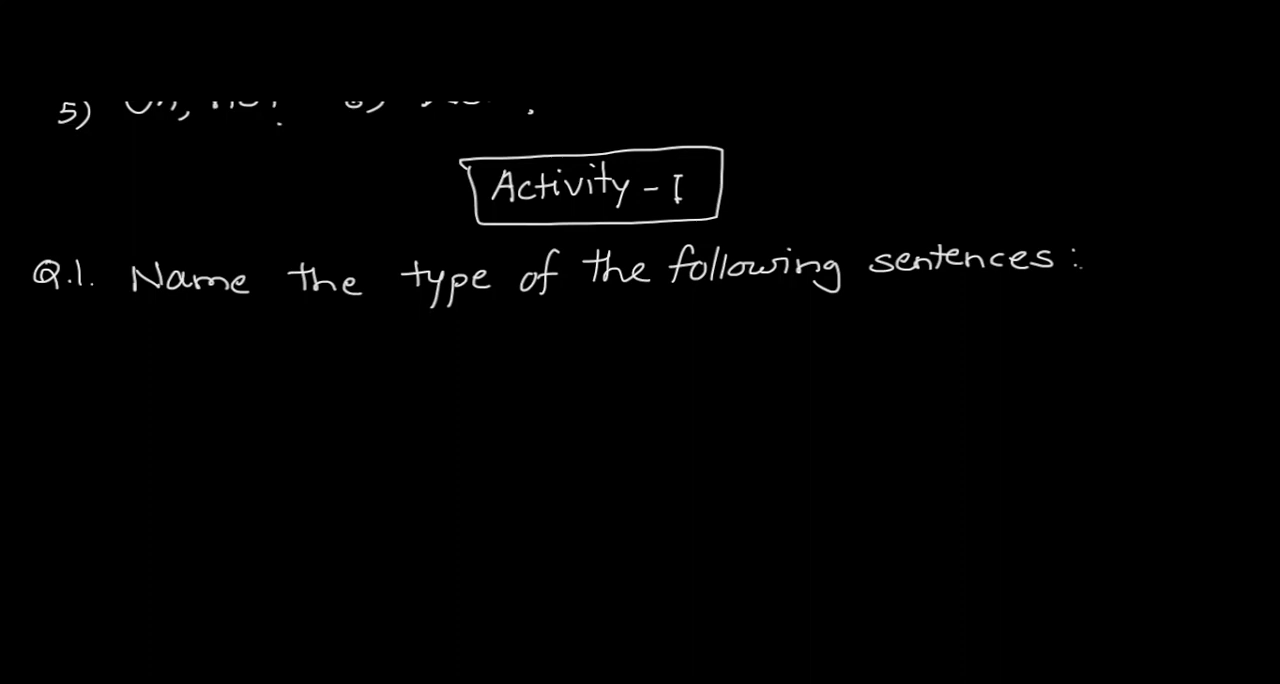 5)
Activity - I
Q.1. Name the type of the following sentences :